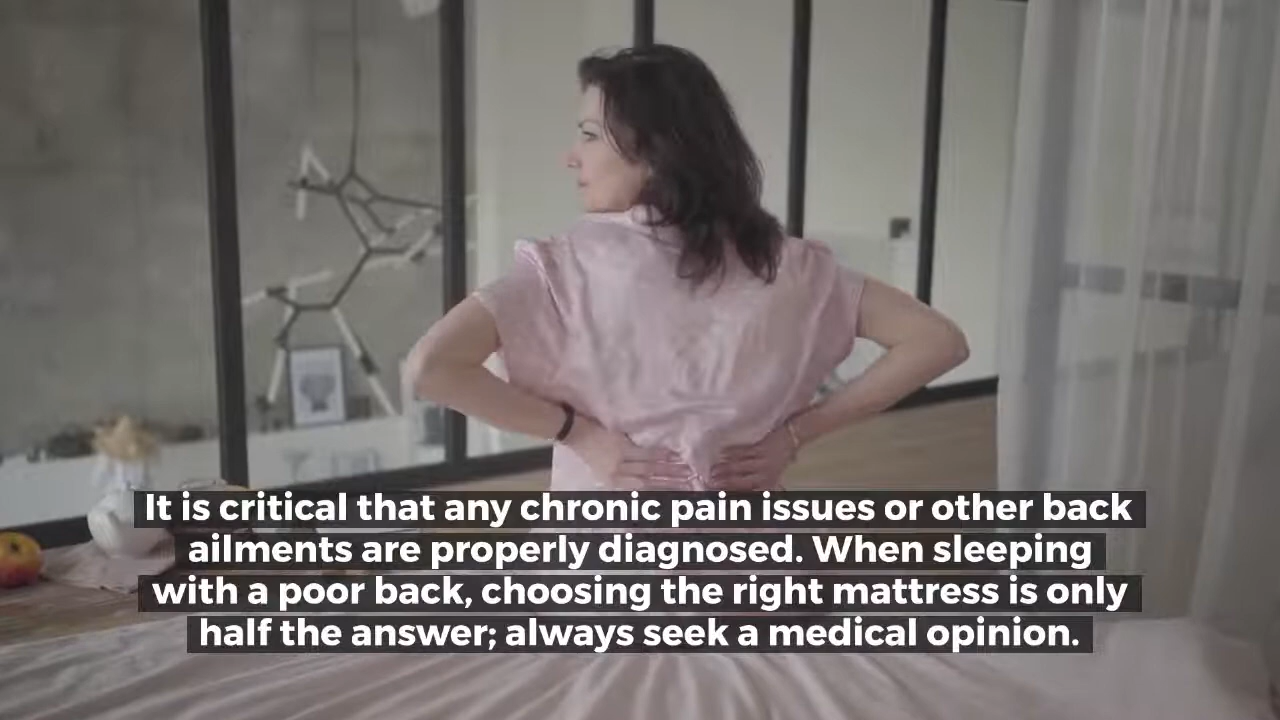 It is critical that any chronic pain issues or other back
ailments are properly diagnosed. When sleeping
with a poor back, choosing the right mattress is only
half the answer; always seek a medical opinion.